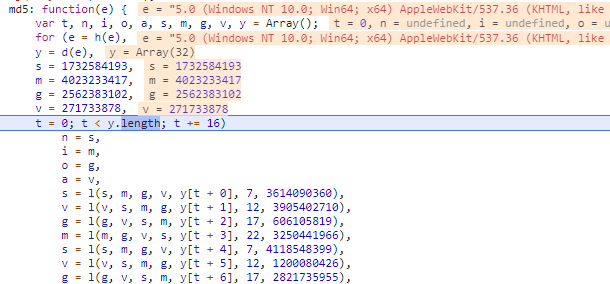 md5: function(e) { e = "5.0 (Windows NT 10.0; Win64; x64) AppleWebKit/537.36 (KHTML, like
var t, n, i, o, a, s, m, g, v, y = Array(); t = 0, n = undefined, i = undefined, o = u
for (e = h(e), e = "5.0 (Windows NT 10.0; Win64; x64) AppleWebKit/537.36 (KHTML, like
y = d(e), y = Array(32)
s = 1732584193, s = 1732584193
m = 4023233417, m = 4023233417
g = 2562383102, g = 2562383102
v = 271733878, v = 271733878
t = 0; t < y.length; t += 16)
n = s,
i = m,
o = g,
a = v,
s = l(s, m, g, v, y[t + 0], 7, 3614090360),
v = l(v, s, m, g, y[t + 1], 12, 3905402710),
g = l(g, v, s, m, y[t + 2], 17, 606105819),
m = l(m, g, v, s, y[t + 3], 22, 3250441966),
s = l(s, m, g, v, y[t + 4], 7, 4118548399),
v = l(v, s, m, g, y[t + 5], 12, 1200080426),
g = l(g, v, s, m, y[t + 6], 17, 2821735955),